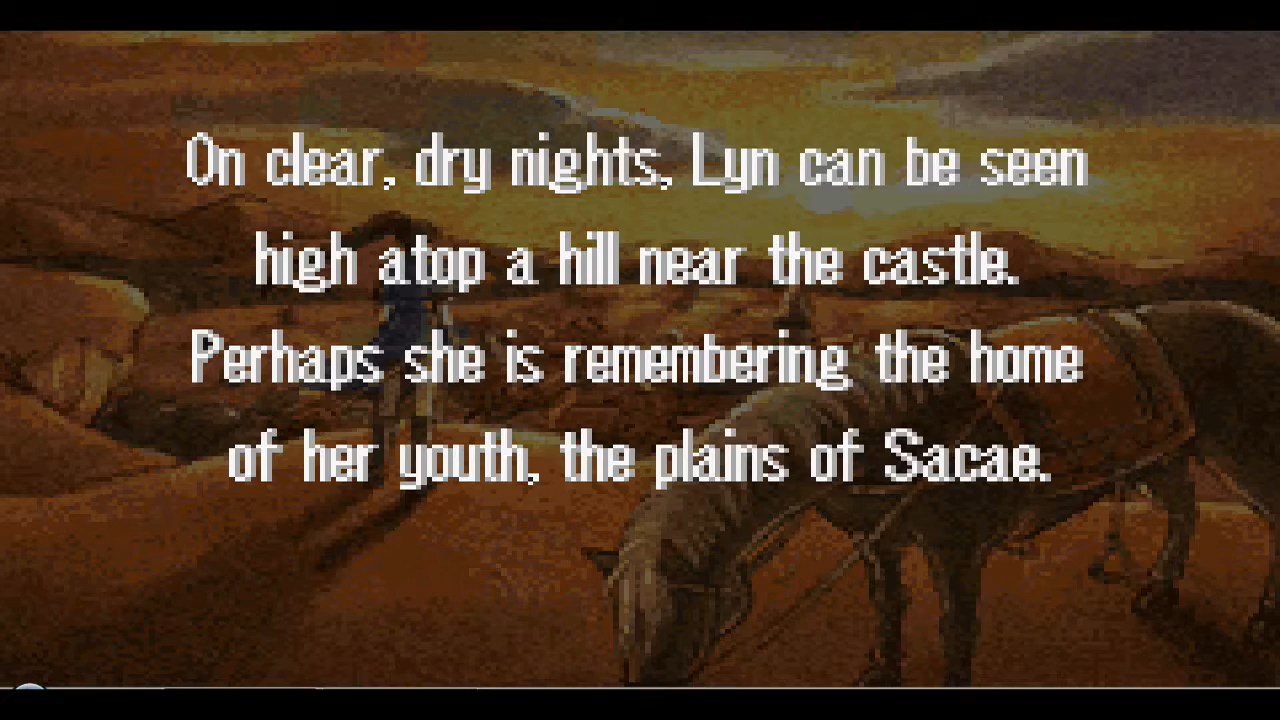 On clear, dry nights, Lyn can be seen
high atop a hill near the castle.
Perhaps she is remembering the home
of her youth, the plains of Sacae.